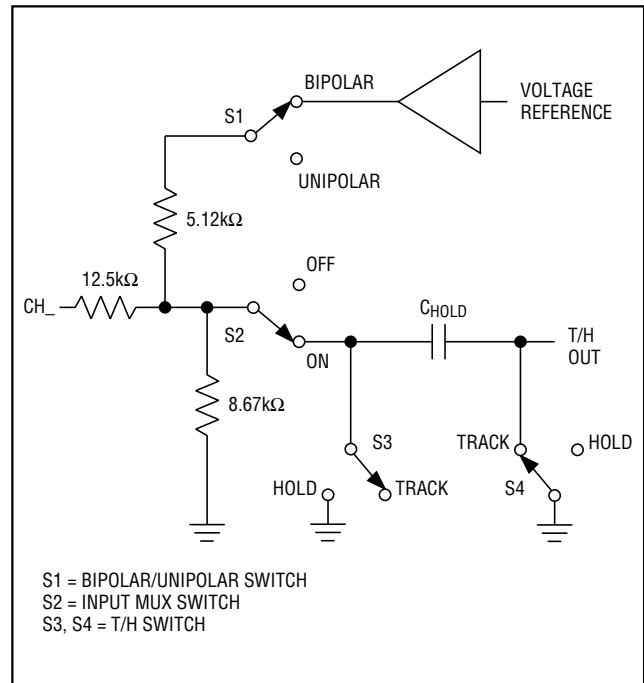 BIPOLAR
VOLTAGE
REFERENCE
S1
UNIPOLAR
5.12kΩ
OFF
12.5kΩ
CHOLD
CH_
S2
T/H
OUT
ON
8.67kΩ
S3
TRACK
HOLD
HOLD
TRACK
S4
S1 = BIPOLAR/UNIPOLAR SWITCH
S2 = INPUT MUX SWITCH
S3, S4 = T/H SWITCH